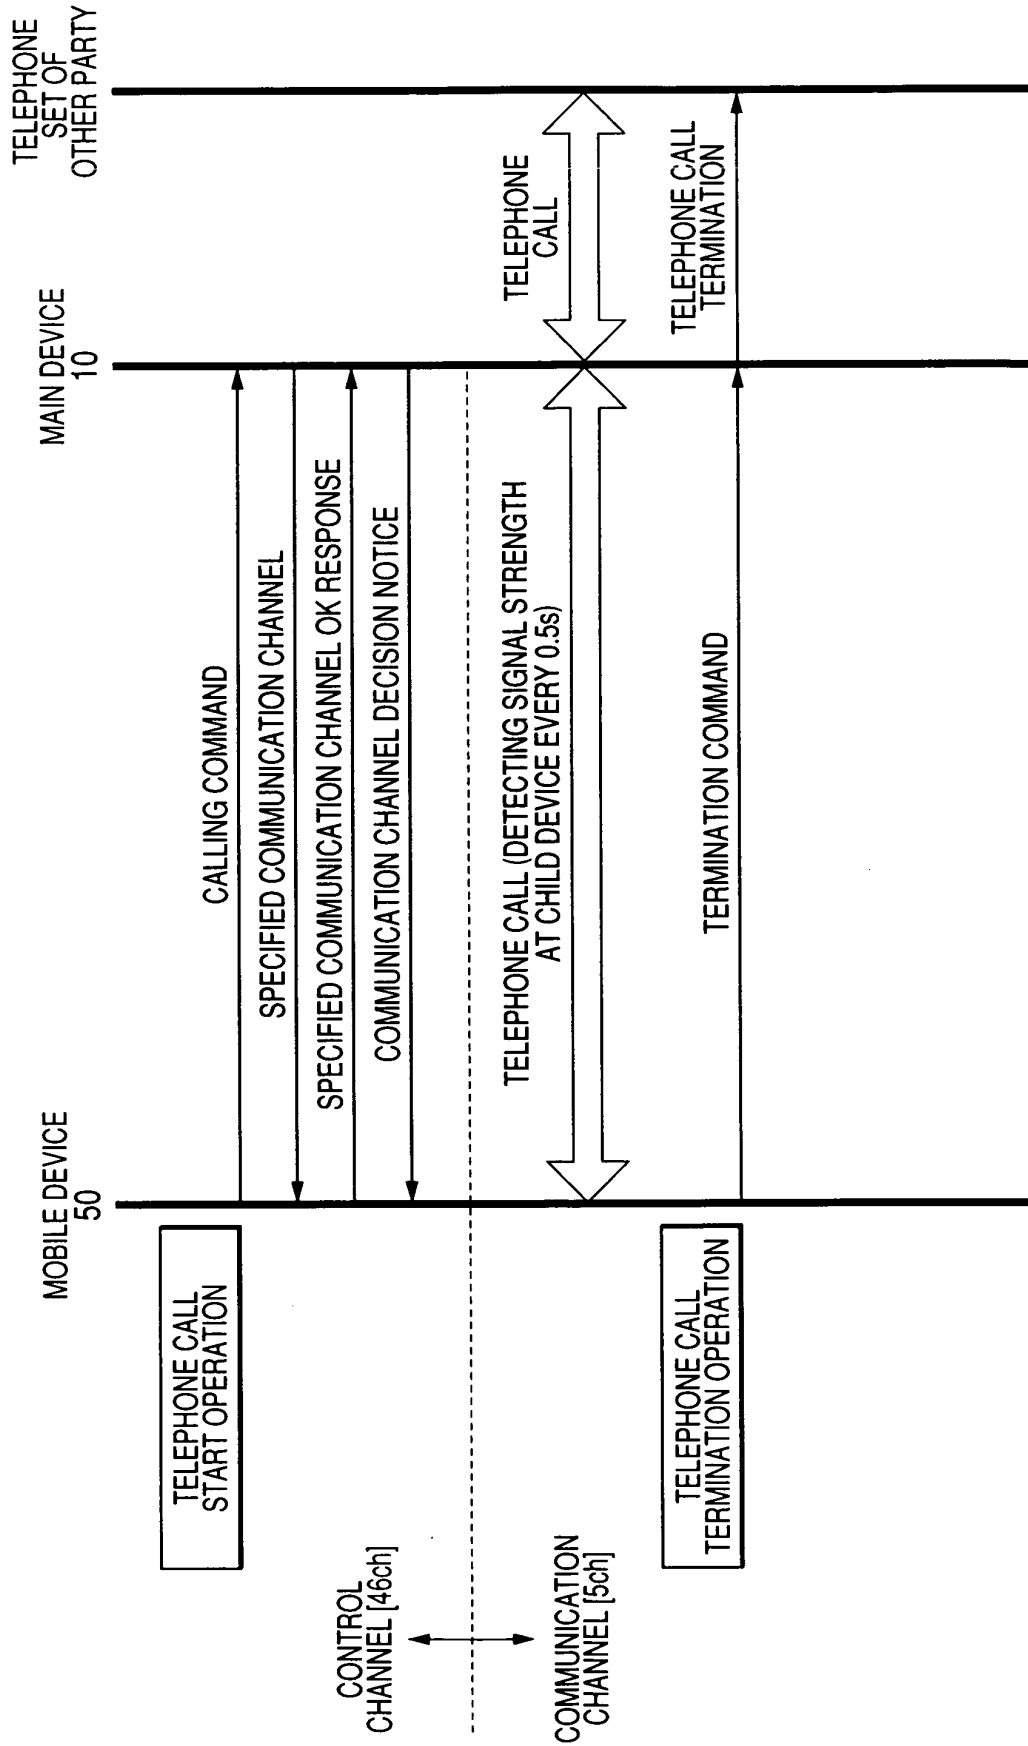 MOBILE DEVICE
50
MAIN DEVICE
10
TELEPHONE
SET OF
OTHER PARTY
TELEPHONE CALL
START OPERATION
CALLING COMMAND
SPECIFIED COMMUNICATION CHANNEL
SPECIFIED COMMUNICATION CHANNEL OK RESPONSE
COMMUNICATION CHANNEL DECISION NOTICE
CONTROL
CHANNEL [46ch]
COMMUNICATION
CHANNEL [5ch]
TELEPHONE CALL (DETECTING SIGNAL STRENGTH
AT CHILD DEVICE EVERY 0.5s)
TELEPHONE
CALL
TELEPHONE CALL
TERMINATION OPERATION
TERMINATION COMMAND
TELEPHONE CALL
TERMINATION